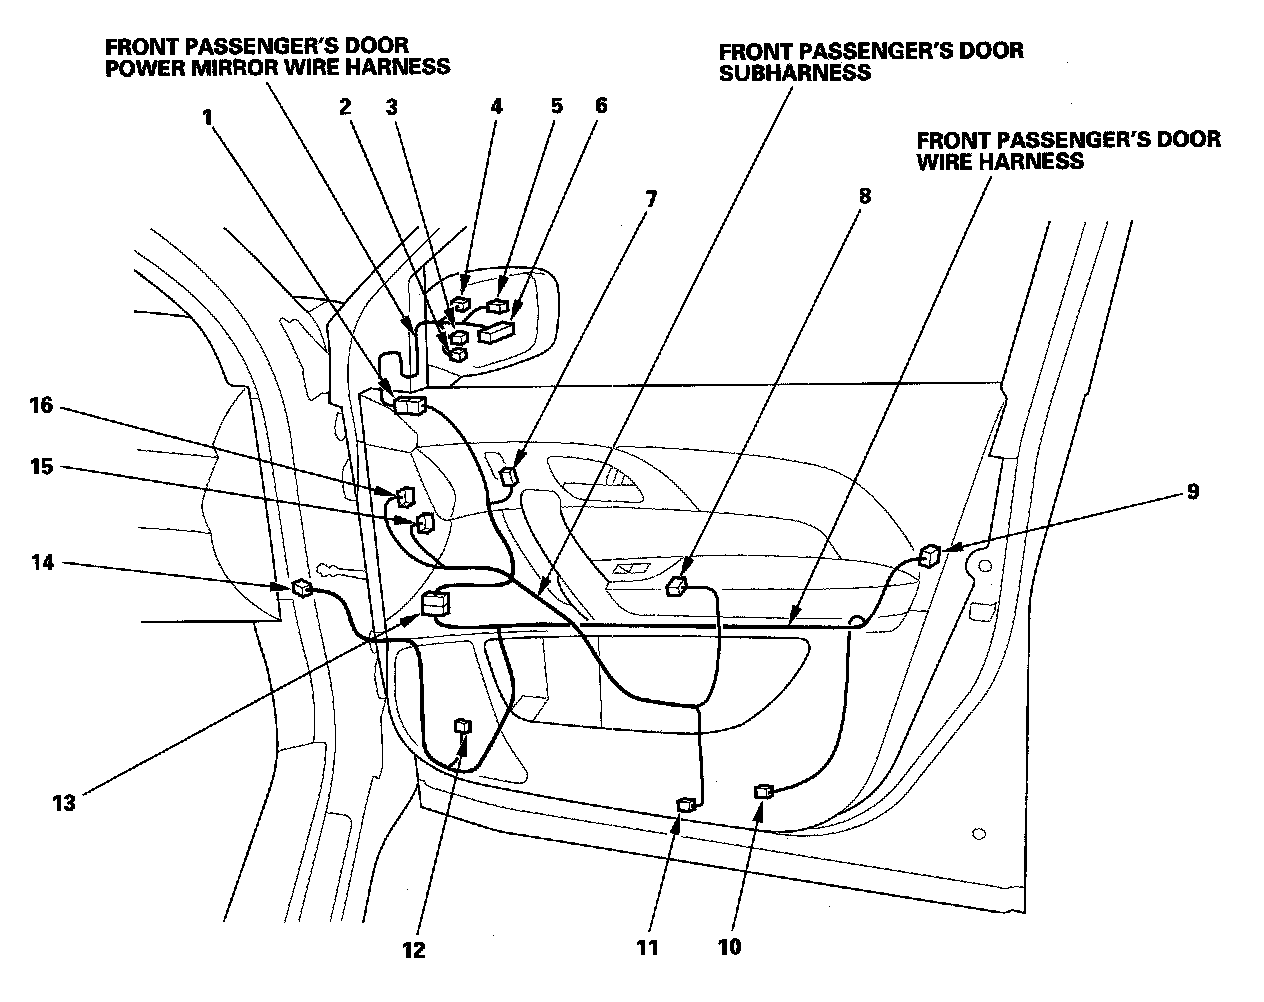 FRONT PASSENGER'S DOOR
POWER MIRROR WIRE HARNESS
FRONT PASSENGER'S DOOR
SUBHARNESS
FRONT PASSENGER'S DOOR
WIRE HARNESS
1
2
3
4
5
6
7
8
9
10
11
12
13
14
15
16